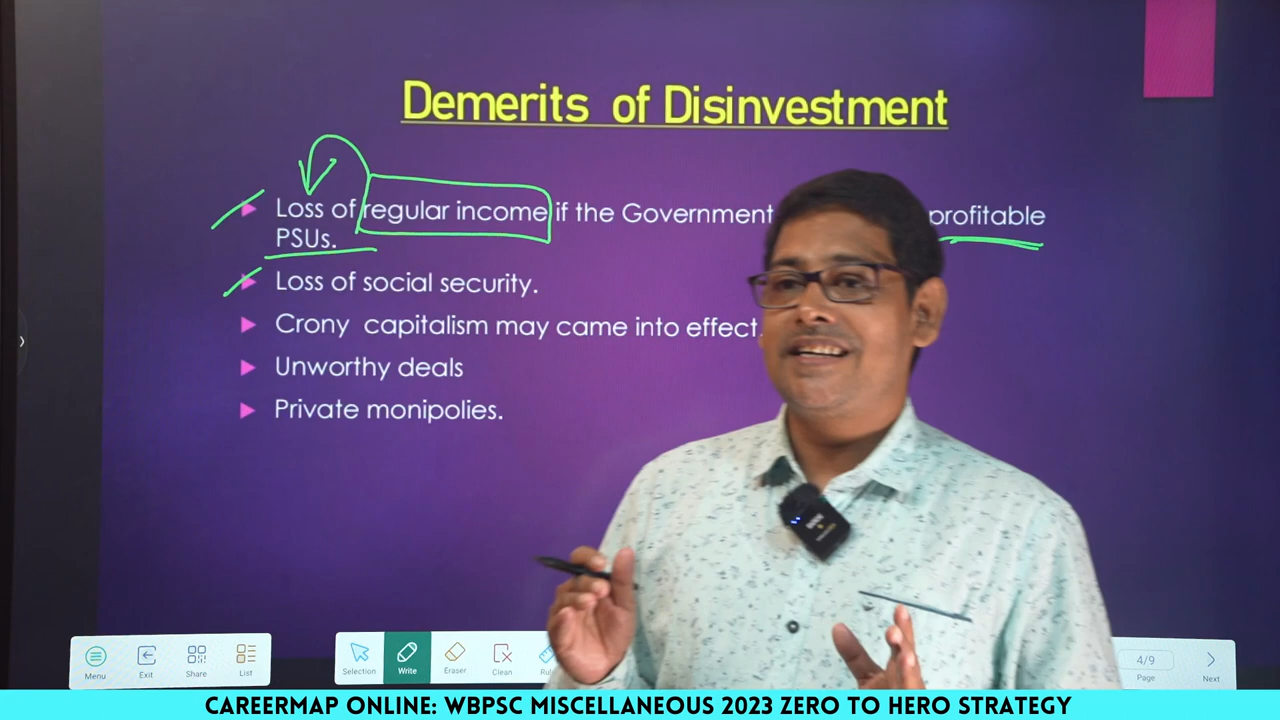 Demerits of Disinvestment
Loss of regular income if the Government profitable
PSUs.
Loss of social security.
Crony capitalism may came into effect.
Unworthy deals
Private monipolies.
Menu
Exit
Share
List
Selection
Write
Eraser
Clean
4/9
Page
Next
CAREERMAP ONLINE: WBPSC MISCELLANEOUS 2023 ZERO TO HERO STRATEGY